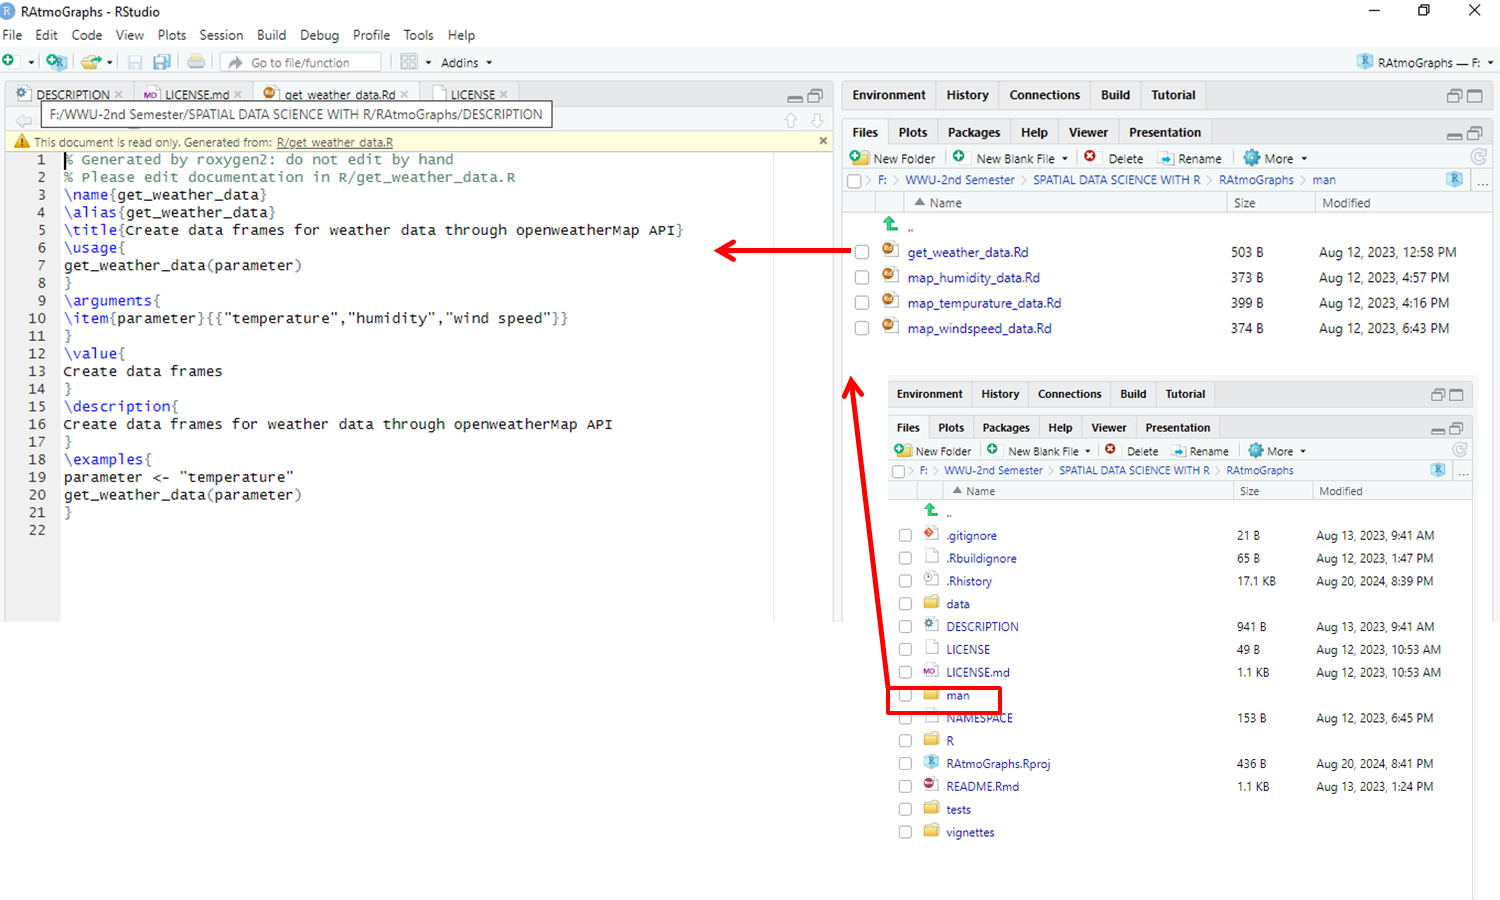 RAtmoGraphs - RStudio
File Edit Code View Plots Session Build Debug Profile Tools Help
Go to file/function Addins RAtmoGraphs — F:
DESCRIPTION LICENSE.md get_weather_data.Rd LICENSE
F:/WWU-2nd Semester/SPATIAL DATA SCIENCE WITH R/RAtmoGraphs/DESCRIPTION
This document is read only. Generated from: R/get_weather_data.R
1 % Generated by roxygen2: do not edit by hand
2 % Please edit documentation in R/get_weather_data.R
3 \name{get_weather_data}
4 \alias{get_weather_data}
5 \title{Create data frames for weather data through openweatherMap API}
6 \usage{
7 get_weather_data(parameter)
8 }
9 \arguments{
10 \item{parameter}{{"temperature","humidity","wind speed"}}
11 }
12 \value{
13 Create data frames
14 }
15 \description{
16 Create data frames for weather data through openweatherMap API
17 }
18 \examples{
19 parameter <- "temperature"
20 get_weather_data(parameter)
21 }
22
Environment History Connections Build Tutorial
Files Plots Packages Help Viewer Presentation
New Folder New Blank File Delete Rename More
F: WWU-2nd Semester SPATIAL DATA SCIENCE WITH R RAtmoGraphs man ...
Name Size Modified
..
get_weather_data.Rd 503 B Aug 12, 2023, 12:58 PM
map_humidity_data.Rd 373 B Aug 12, 2023, 4:57 PM
map_tempurature_data.Rd 399 B Aug 12, 2023, 4:16 PM
map_windspeed_data.Rd 374 B Aug 12, 2023, 6:43 PM
Environment History Connections Build Tutorial
Files Plots Packages Help Viewer Presentation
New Folder New Blank File Delete Rename More
F: WWU-2nd Semester SPATIAL DATA SCIENCE WITH R RAtmoGraphs ...
Name Size Modified
..
.gitignore 21 B Aug 13, 2023, 9:41 AM
.Rbuildignore 65 B Aug 12, 2023, 1:47 PM
.Rhistory 17.1 KB Aug 20, 2024, 8:39 PM
data
DESCRIPTION 941 B Aug 13, 2023, 9:41 AM
LICENSE 49 B Aug 12, 2023, 10:53 AM
LICENSE.md 1.1 KB Aug 12, 2023, 10:53 AM
man
NAMESPACE 153 B Aug 12, 2023, 6:45 PM
R
RAtmoGraphs.Rproj 436 B Aug 20, 2024, 8:41 PM
README.Rmd 1.1 KB Aug 13, 2023, 1:24 PM
tests
vignettes